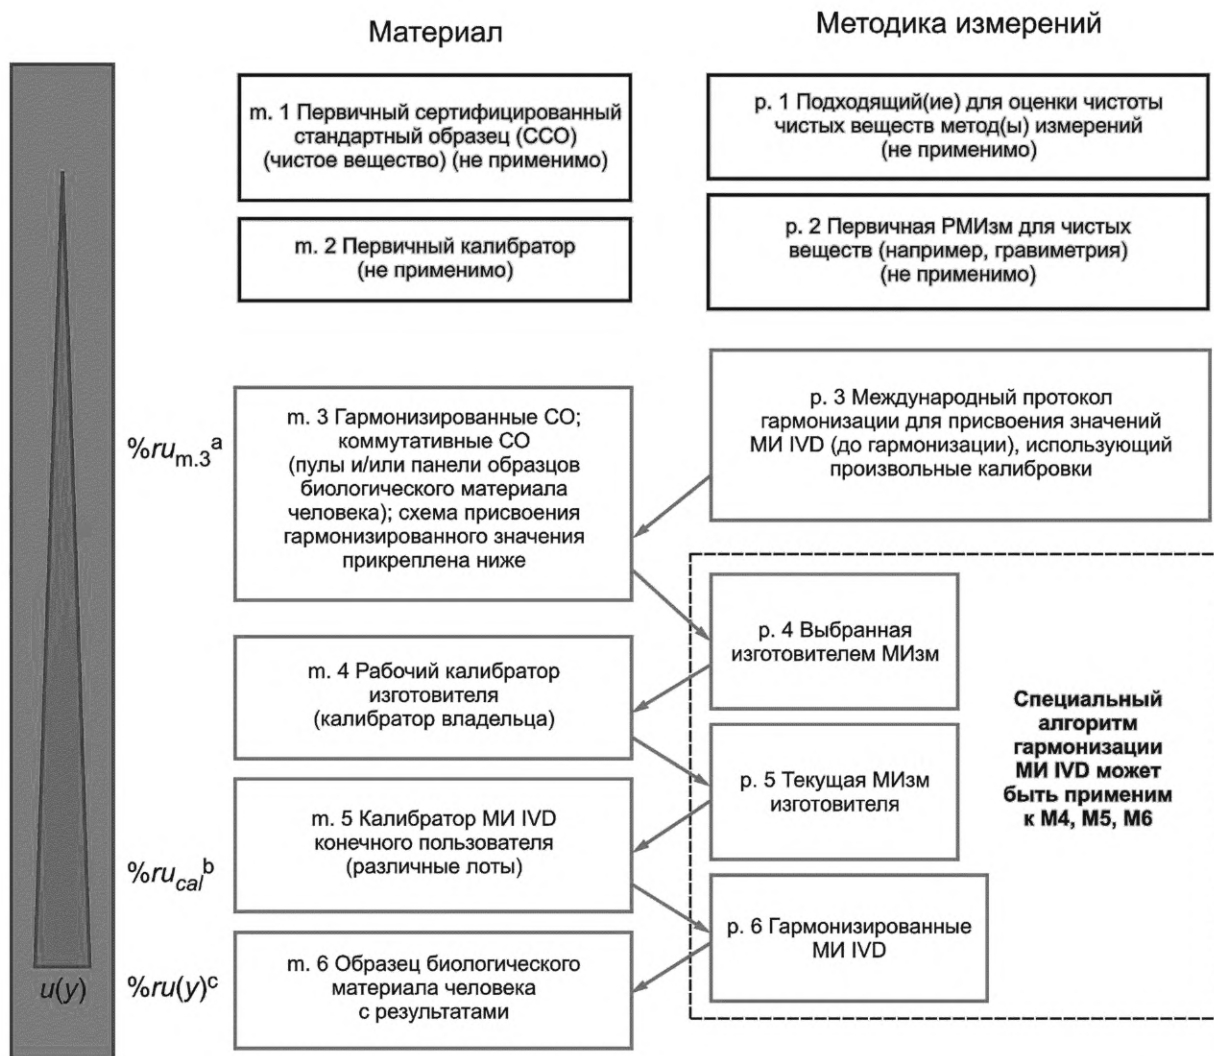 Материал
Методика измерений
m. 1 Первичный сертифицированный
стандартный образец (ССО)
(чистое вещество) (не применимо)
p. 1 Подходящий(ие) для оценки чистоты
чистых веществ метод(ы) измерений
(не применимо)
m. 2 Первичный калибратор
(не применимо)
p. 2 Первичная РМИзм для чистых
веществ (например, гравиметрия)
(не применимо)
%ru m.3 a
m. 3 Гармонизированные СО;
коммутативные СО
(пулы и/или панели образцов
биологического материала
человека); схема присвоения
гармонизированного значения
прикреплена ниже
p. 3 Международный протокол
гармонизации для присвоения значений
МИ IVD (до гармонизации), использующий
произвольные калибровки
p. 4 Выбранная
изготовителем МИзм
m. 4 Рабочий калибратор
изготовителя
(калибратор владельца)
p. 5 Текущая МИзм
изготовителя
Специальный
алгоритм
гармонизации
МИ IVD может
быть применим
к М4, М5, М6
%ru cal b
m. 5 Калибратор МИ IVD
конечного пользователя
(различные лоты)
p. 6 Гармонизированные
МИ IVD
u(y)
%ru(y)c
m. 6 Образец биологического
материала человека
с результатами